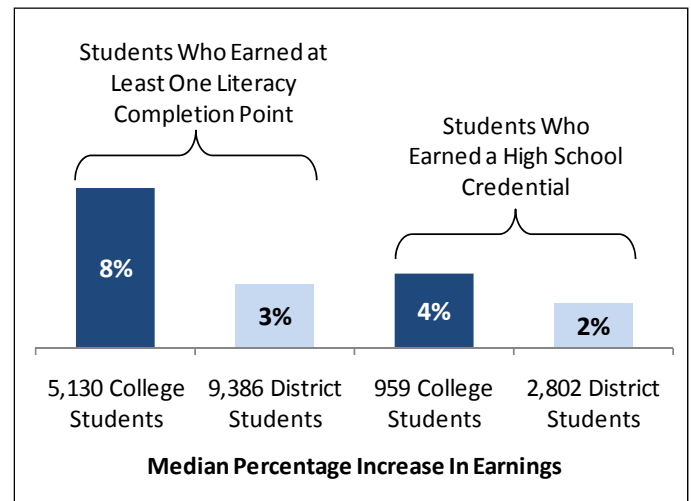 Students Who Earned at
Least One Literacy
Completion Point
Students Who
Earned a High School
Credential
8%
3%
4%
2%
5,130 College
Students
9,386 District
Students
959 College
Students
2,802 District
Students
Median Percentage Increase In Earnings